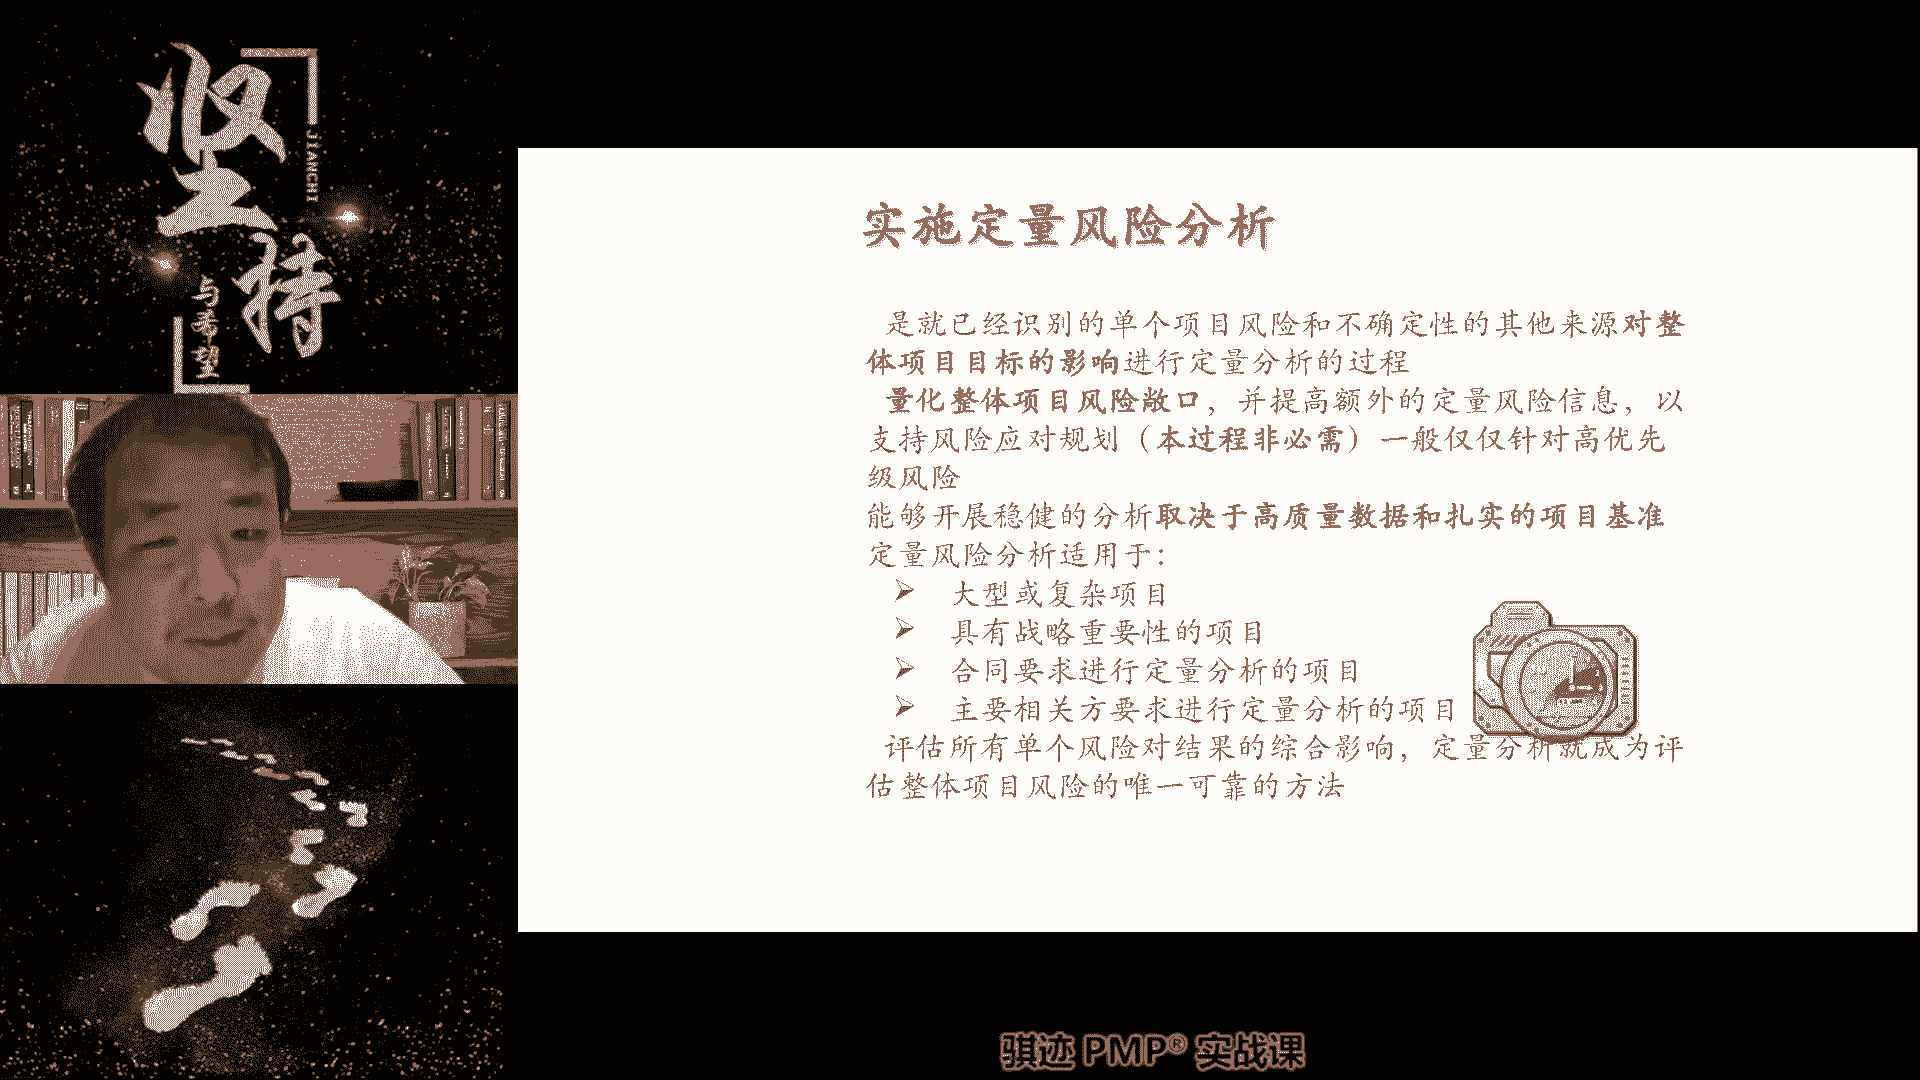 坚持
JIANCHI
与希望
实施定量风险分析
是就已经识别的单个项目风险和不确定性的其他来源对整
体项目目标的影响进行定量分析的过程
量化整体项目风险敞口，并提高额外的定量风险信息，以
支持风险应对规划（本过程非必需）一般仅仅针对高优先
级风险
能够开展稳健的分析取决于高质量数据和扎实的项目基准
定量风险分析适用于：
➢ 大型或复杂项目
➢ 具有战略重要性的项目
➢ 合同要求进行定量分析的项目
➢ 主要相关方要求进行定量分析的项目
评估所有单个风险对结果的综合影响，定量分析就成为评
估整体项目风险的唯一可靠的方法
骐迹 PMP® 实战课